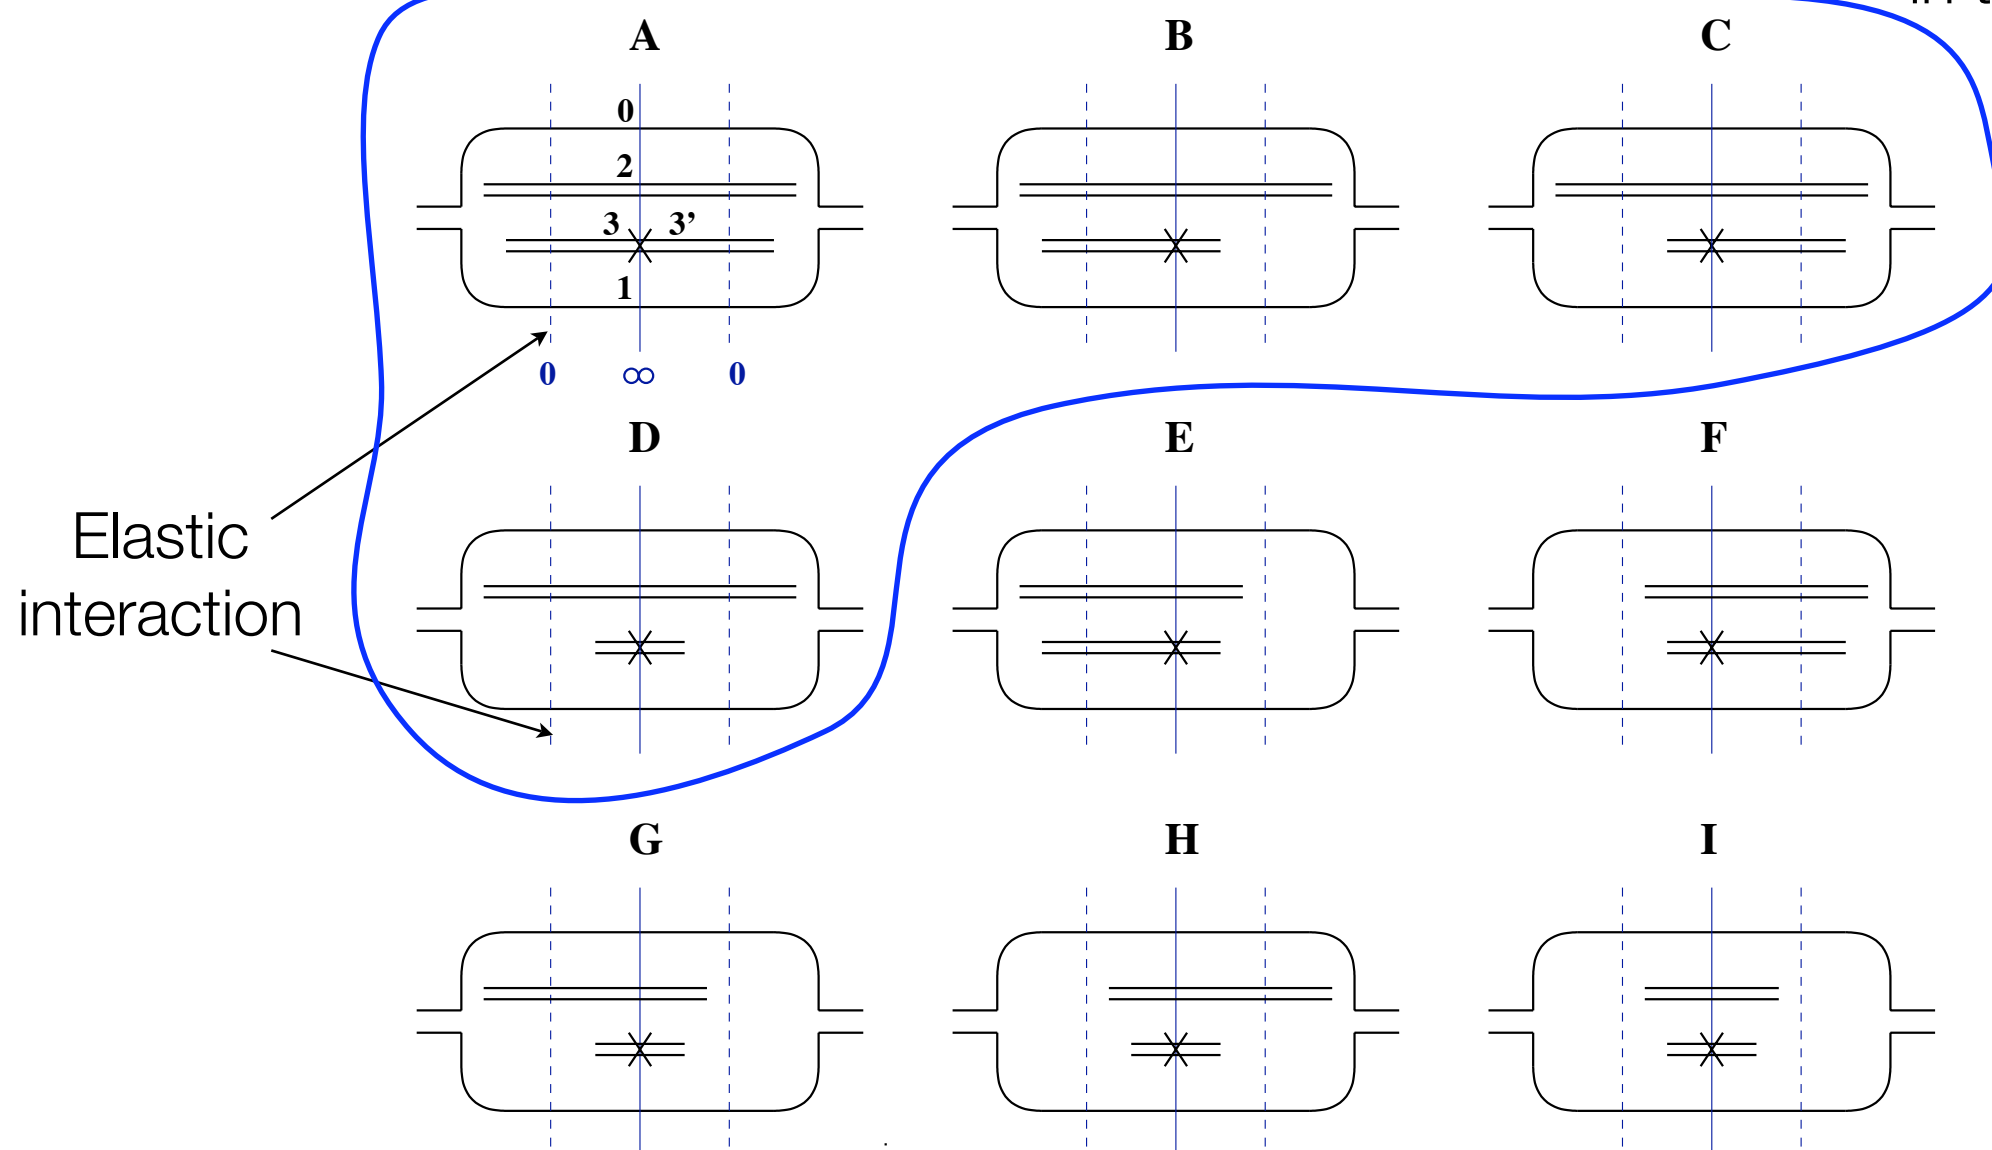 A B C
0
2
3 3’
1
0 ∞ 0
D E F
Elastic
interaction
G H I